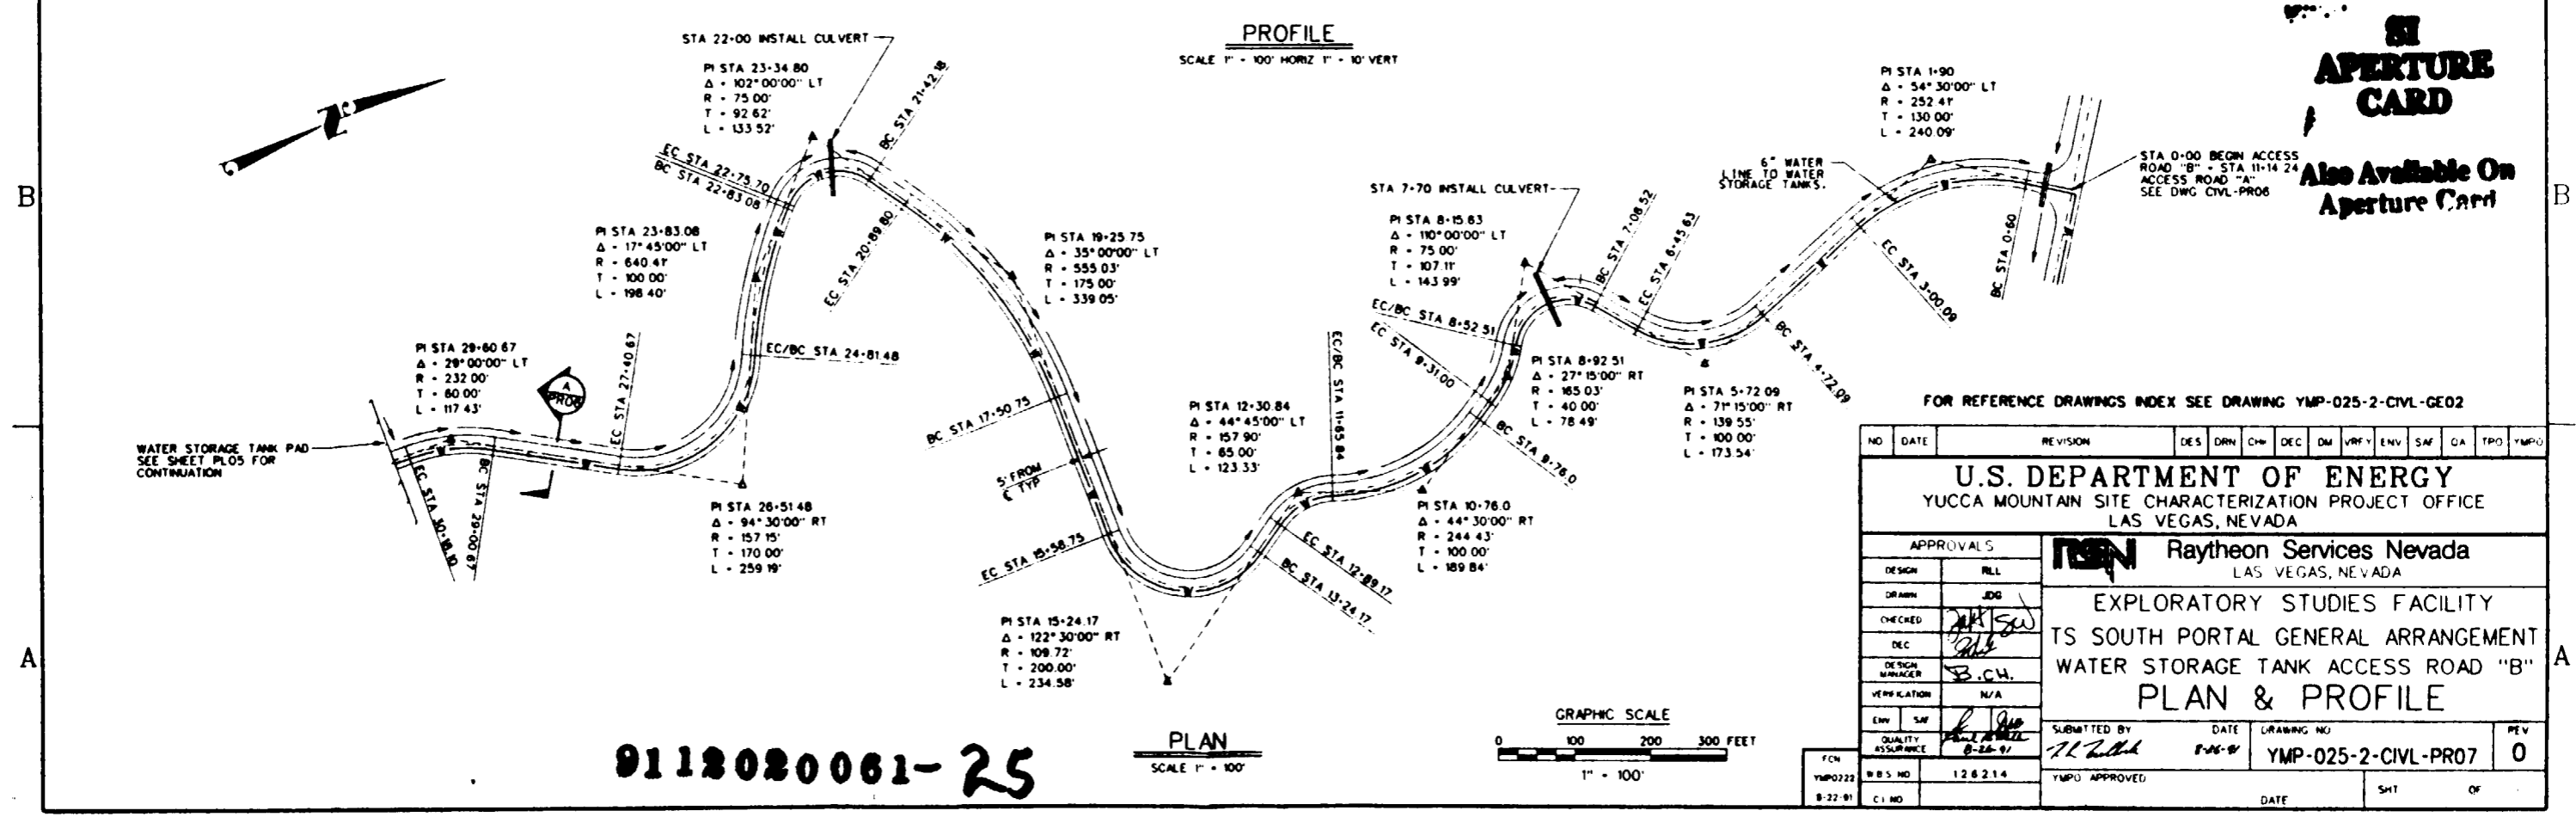 PROFILE
SCALE 1" = 100' HORIZ 1" = 10' VERT
SI
APERTURE
CARD
Also Available On
Aperture Card
STA 22+00 INSTALL CULVERT
PI STA 23+34.80
Δ = 102°00'00" LT
R = 75.00'
T = 92.62'
L = 133.52'
BC STA 21+42.18
EC STA 22+75.70
BC STA 22+83.08
EC STA 20+89.80
PI STA 23+83.08
Δ = 17°45'00" LT
R = 640.41'
T = 100.00'
L = 198.40'
PI STA 19+25.75
Δ = 35°00'00" LT
R = 555.03'
T = 175.00'
L = 339.05'
PI STA 29+60.67
Δ = 29°00'00" LT
R = 232.00'
T = 60.00'
L = 117.43'
A
PR06
EC STA 27+40.67
EC/BC STA 24+81.48
WATER STORAGE TANK PAD
SEE SHEET PL05 FOR
CONTINUATION
EC STA 30+18.10
BC STA 29+00.67
PI STA 26+51.48
Δ = 94°30'00" RT
R = 157.15'
T = 170.00'
L = 259.19'
BC STA 17+50.75
5' FROM
℄ TYP
EC STA 15+58.75
PI STA 15+24.17
Δ = 122°30'00" RT
R = 109.72'
T = 200.00'
L = 234.58'
PI STA 12+30.84
Δ = 44°45'00" LT
R = 157.90'
T = 65.00'
L = 123.33'
EC/BC STA 11+65.84
EC STA 12+89.17
BC STA 13+24.17
STA 7+70 INSTALL CULVERT
PI STA 8+15.63
Δ = 110°00'00" LT
R = 75.00'
T = 107.11'
L = 143.99'
EC/BC STA 8+52.51
EC STA 9+31.00
BC STA 9+76.0
PI STA 10+76.0
Δ = 44°30'00" RT
R = 244.43'
T = 100.00'
L = 189.84'
PI STA 8+92.51
Δ = 27°15'00" RT
R = 165.03'
T = 40.00'
L = 78.49'
BC STA 7+08.52
EC STA 6+45.63
PI STA 5+72.09
Δ = 71°15'00" RT
R = 139.55'
T = 100.00'
L = 173.54'
BC STA 4+72.09
EC STA 3+00.09
6" WATER
LINE TO WATER
STORAGE TANKS.
PI STA 1+90
Δ = 54°30'00" LT
R = 252.41'
T = 130.00'
L = 240.09'
BC STA 0+60
STA 0+00 BEGIN ACCESS
ROAD "B" = STA 11+14.24
ACCESS ROAD "A"
SEE DWG CIVL-PR06
B
B
A
A
PLAN
SCALE 1" = 100'
GRAPHIC SCALE
0 100 200 300 FEET
1" = 100'
9112020061-25
FOR REFERENCE DRAWINGS INDEX SEE DRAWING YMP-025-2-CIVL-GE02
NO DATE REVISION DES DRN CHK DEC DM VRFY ENV SAF QA TPO YMPO
U.S. DEPARTMENT OF ENERGY
YUCCA MOUNTAIN SITE CHARACTERIZATION PROJECT OFFICE
LAS VEGAS, NEVADA
APPROVALS
DESIGN RLL
DRAWN JDG
CHECKED
DEC
DESIGN MANAGER B.CH.
VERIFICATION N/A
ENV SAF
QUALITY ASSURANCE 8-26-91
W B S NO 1.2.6.2.1.4
C I NO
FCN
YMPO222
8-22-91
RSN Raytheon Services Nevada
LAS VEGAS, NEVADA
EXPLORATORY STUDIES FACILITY
TS SOUTH PORTAL GENERAL ARRANGEMENT
WATER STORAGE TANK ACCESS ROAD "B"
PLAN & PROFILE
SUBMITTED BY DATE 8-26-91
DRAWING NO YMP-025-2-CIVL-PR07
REV 0
YMPO APPROVED DATE
SHT OF